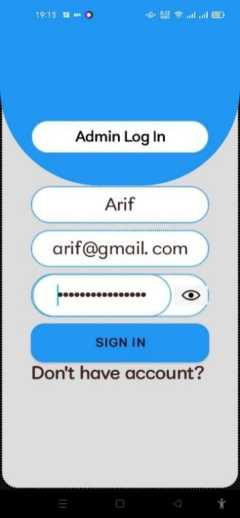 19:15
Admin Log In
Arif
arif@gmail. com
••••••••••••••••
SIGN IN
Don't have account?